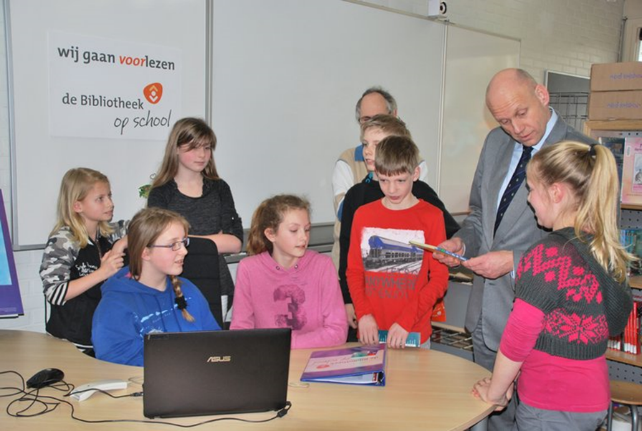 wij gaan voorlezen
de Bibliotheek
op school
ASUS